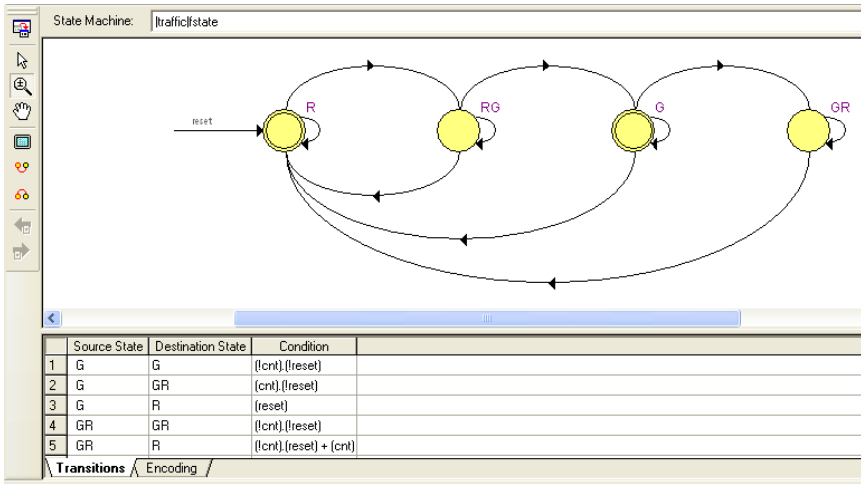 State Machine: |traffic|fstate
R RG G GR
reset
Source State Destination State Condition
1 G G (!cnt).(!reset)
2 G GR (cnt).(!reset)
3 G R (reset)
4 GR GR (!cnt).(!reset)
5 GR R (!cnt).(reset) + (cnt)
Transitions Encoding